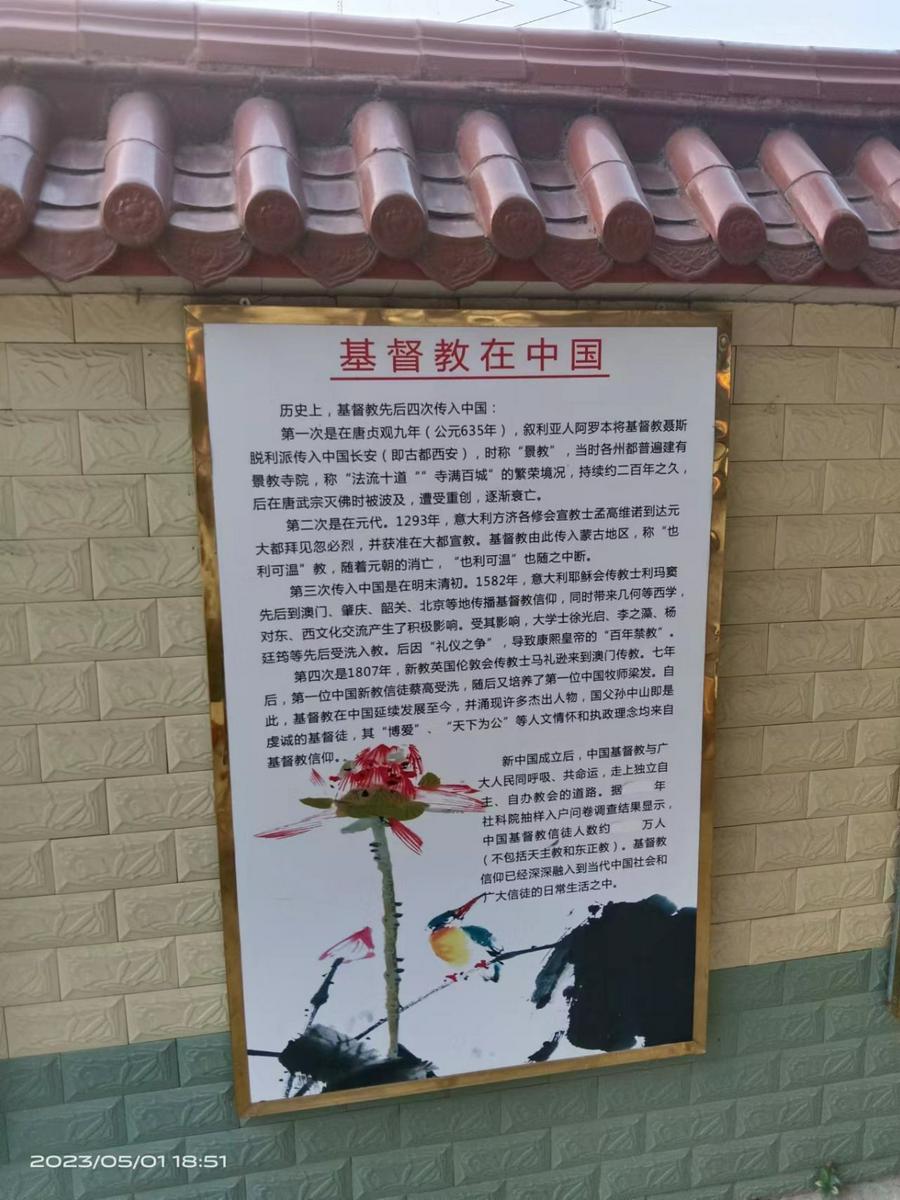 基督教在中国
历史上，基督教先后四次传入中国：
第一次是在唐贞观九年（公元635年），叙利亚人阿罗本将基督教聂斯
脱利派传入中国长安（即古都西安），时称“景教”，当时各州都普遍建有
景教寺院，称“法流十道““寺满百城”的繁荣境况，持续约二百年之久，
后在唐武宗灭佛时被波及，遭受重创，逐渐衰亡。
第二次是在元代。1293年，意大利方济各修会宣教士孟高维诺到达元
大都拜见忽必烈，并获准在大都宣教。基督教由此传入蒙古地区，称“也
利可温”教，随着元朝的消亡，“也利可温”也随之中断。
第三次传入中国是在明末清初。1582年，意大利耶稣会传教士利玛窦
先后到澳门、肇庆、韶关、北京等地传播基督教信仰，同时带来几何等西学，
对东、西文化交流产生了积极影响。受其影响，大学士徐光启、李之藻、杨
廷筠等先后受洗入教。后因“礼仪之争”，导致康熙皇帝的“百年禁教”。
第四次是1807年，新教英国伦敦会传教士马礼逊来到澳门传教。七年
后，第一位中国新教信徒蔡高受洗，随后又培养了第一位中国牧师梁发。自
此，基督教在中国延续发展至今，并涌现许多杰出人物，国父孙中山即是
虔诚的基督徒，其“博爱”、“天下为公”等人文情怀和执政理念均来自
基督教信仰。
新中国成立后，中国基督教与广
大人民同呼吸、共命运，走上独立自
主、自办教会的道路。据 年
社科院抽样入户问卷调查结果显示，
中国基督教信徒人数约 万人
（不包括天主教和东正教）。基督教
信仰已经深深融入到当代中国社会和
广大信徒的日常生活之中。
2023/05/01 18:51